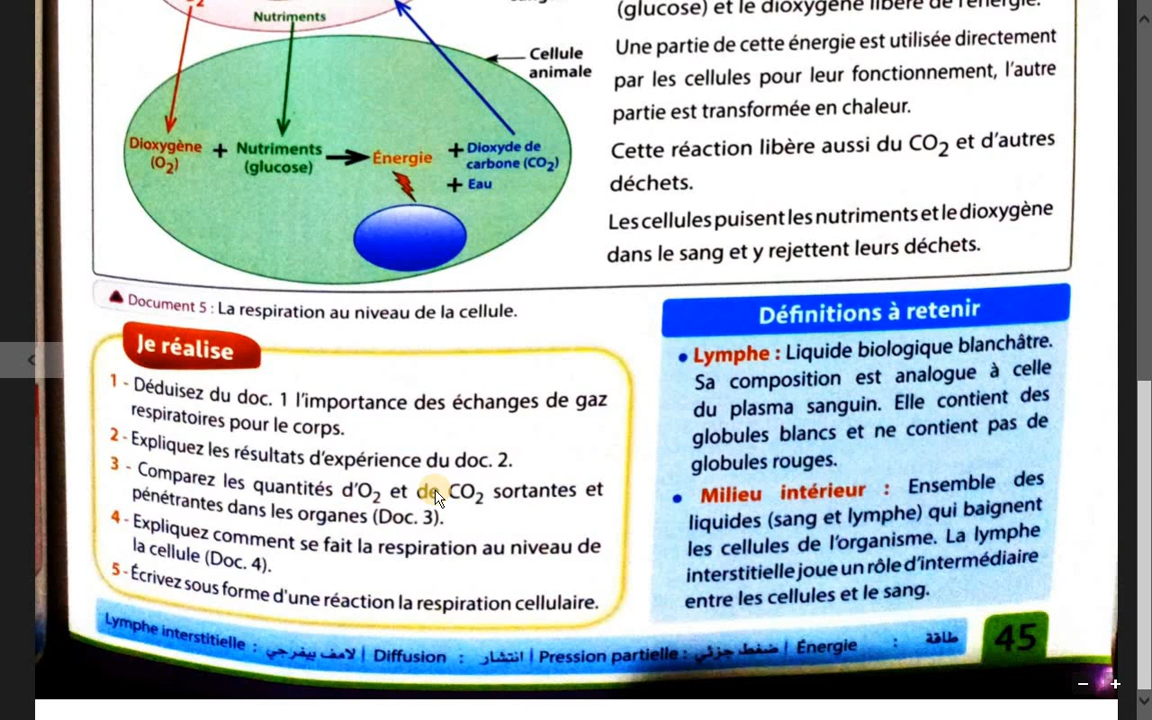 Nutriments
(glucose) et le dioxygène libère de l'énergie.
Cellule
animale
Une partie de cette énergie est utilisée directement
par les cellules pour leur fonctionnement, l'autre
partie est transformée en chaleur.
Dioxygène
(O2)
+ Nutriments
(glucose)
Énergie
+ Dioxyde de
carbone (CO2)
+ Eau
Cette réaction libère aussi du CO2 et d'autres
déchets.
Les cellules puisent les nutriments et le dioxygène
dans le sang et y rejettent leurs déchets.
Document 5 : La respiration au niveau de la cellule.
Je réalise
1 - Déduisez du doc. 1 l'importance des échanges de gaz
respiratoires pour le corps.
2 - Expliquez les résultats d'expérience du doc. 2.
3 - Comparez les quantités d'O2 et de CO2 sortantes et
pénétrantes dans les organes (Doc. 3).
4 - Expliquez comment se fait la respiration au niveau de
la cellule (Doc. 4).
5 - Écrivez sous forme d'une réaction la respiration cellulaire.
Définitions à retenir
• Lymphe : Liquide biologique blanchâtre.
Sa composition est analogue à celle
du plasma sanguin. Elle contient des
globules blancs et ne contient pas de
globules rouges.
• Milieu intérieur : Ensemble des
liquides (sang et lymphe) qui baignent
les cellules de l'organisme. La lymphe
interstitielle joue un rôle d'intermédiaire
entre les cellules et le sang.
Lymphe interstitielle : لامف بيفرجي | Diffusion : انتشار | Pression partielle : ضغط جزئي | Énergie : طاقة
45